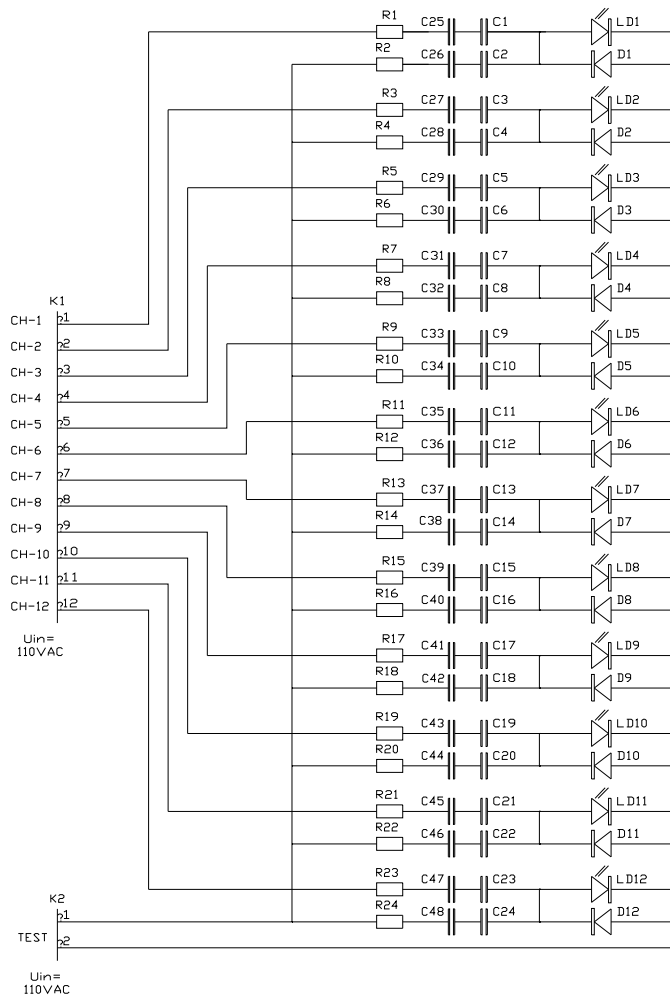 R1 C25 C1 LD1
R2 C26 C2 D1
R3 C27 C3 LD2
R4 C28 C4 D2
R5 C29 C5 LD3
R6 C30 C6 D3
R7 C31 C7 LD4
R8 C32 C8 D4
R9 C33 C9 LD5
R10 C34 C10 D5
R11 C35 C11 LD6
R12 C36 C12 D6
R13 C37 C13 LD7
R14 C38 C14 D7
R15 C39 C15 LD8
R16 C40 C16 D8
R17 C41 C17 LD9
R18 C42 C18 D9
R19 C43 C19 LD10
R20 C44 C20 D10
R21 C45 C21 LD11
R22 C46 C22 D11
R23 C47 C23 LD12
R24 C48 C24 D12
K1
CH-1 1
CH-2 2
CH-3 3
CH-4 4
CH-5 5
CH-6 6
CH-7 7
CH-8 8
CH-9 9
CH-10 10
CH-11 11
CH-12 12
Uin=
110VAC
K2
1
TEST 2
Uin=
110VAC